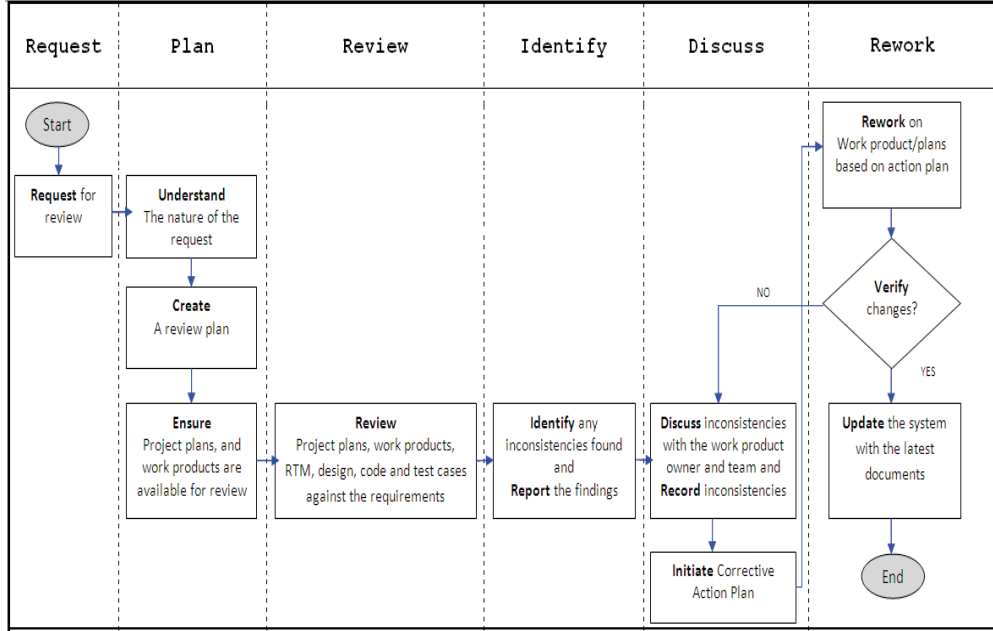 Request
Plan
Review
Identify
Discuss
Rework
Start
Request for
review
Understand
The nature of the
request
Create
A review plan
Ensure
Project plans, and
work products are
available for review
Review
Project plans, work products,
RTM, design, code and test cases
against the requirements
Identify any
inconsistencies found
and
Report the findings
Discuss inconsistencies
with the work product
owner and team and
Record inconsistencies
Initiate Corrective
Action Plan
Rework on
Work product/plans
based on action plan
Verify
changes?
NO
YES
Update the system
with the latest
documents
End